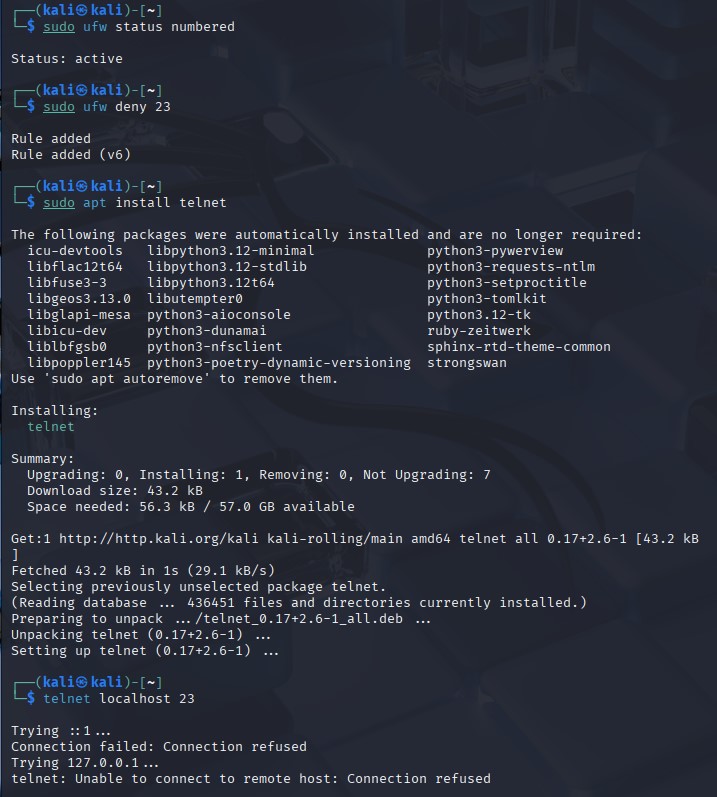 ┌──(kali㉿kali)-[~]
└─$ sudo ufw status numbered
Status: active
┌──(kali㉿kali)-[~]
└─$ sudo ufw deny 23
Rule added
Rule added (v6)
┌──(kali㉿kali)-[~]
└─$ sudo apt install telnet
The following packages were automatically installed and are no longer required:
icu-devtools libpython3.12-minimal python3-pywerview
libflac12t64 libpython3.12-stdlib python3-requests-ntlm
libfuse3-3 libpython3.12t64 python3-setproctitle
libgeos3.13.0 libutempter0 python3-tomlkit
libglapi-mesa python3-aioconsole python3.12-tk
libicu-dev python3-dunamai ruby-zeitwerk
liblbfgsb0 python3-nfsclient sphinx-rtd-theme-common
libpoppler145 python3-poetry-dynamic-versioning strongswan
Use 'sudo apt autoremove' to remove them.
Installing:
telnet
Summary:
Upgrading: 0, Installing: 1, Removing: 0, Not Upgrading: 7
Download size: 43.2 kB
Space needed: 56.3 kB / 57.0 GB available
Get:1 http://http.kali.org/kali kali-rolling/main amd64 telnet all 0.17+2.6-1 [43.2 kB
]
Fetched 43.2 kB in 1s (29.1 kB/s)
Selecting previously unselected package telnet.
(Reading database ... 436451 files and directories currently installed.)
Preparing to unpack .../telnet_0.17+2.6-1_all.deb ...
Unpacking telnet (0.17+2.6-1) ...
Setting up telnet (0.17+2.6-1) ...
┌──(kali㉿kali)-[~]
└─$ telnet localhost 23
Trying ::1...
Connection failed: Connection refused
Trying 127.0.0.1...
telnet: Unable to connect to remote host: Connection refused